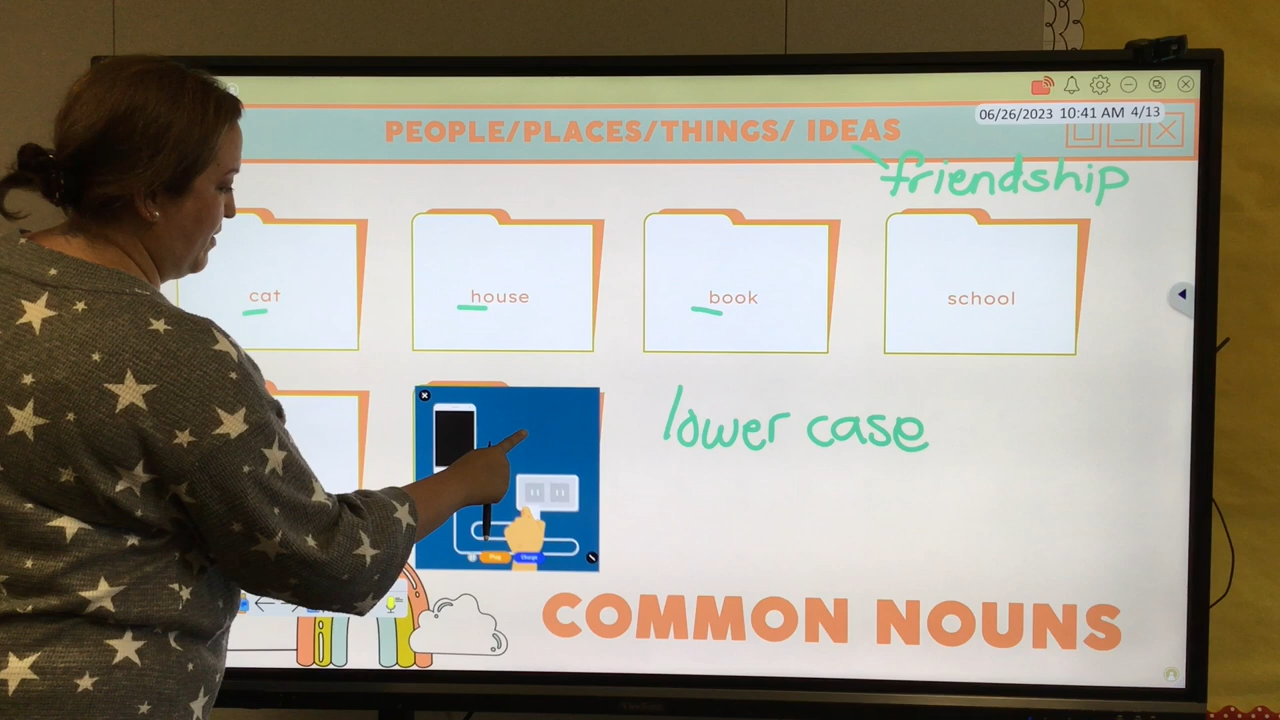 06/26/2023 10:41 AM 4/13
PEOPLE/PLACES/THINGS/ IDEAS
friendship
cat
house
book
school
lower case
COMMON NOUNS